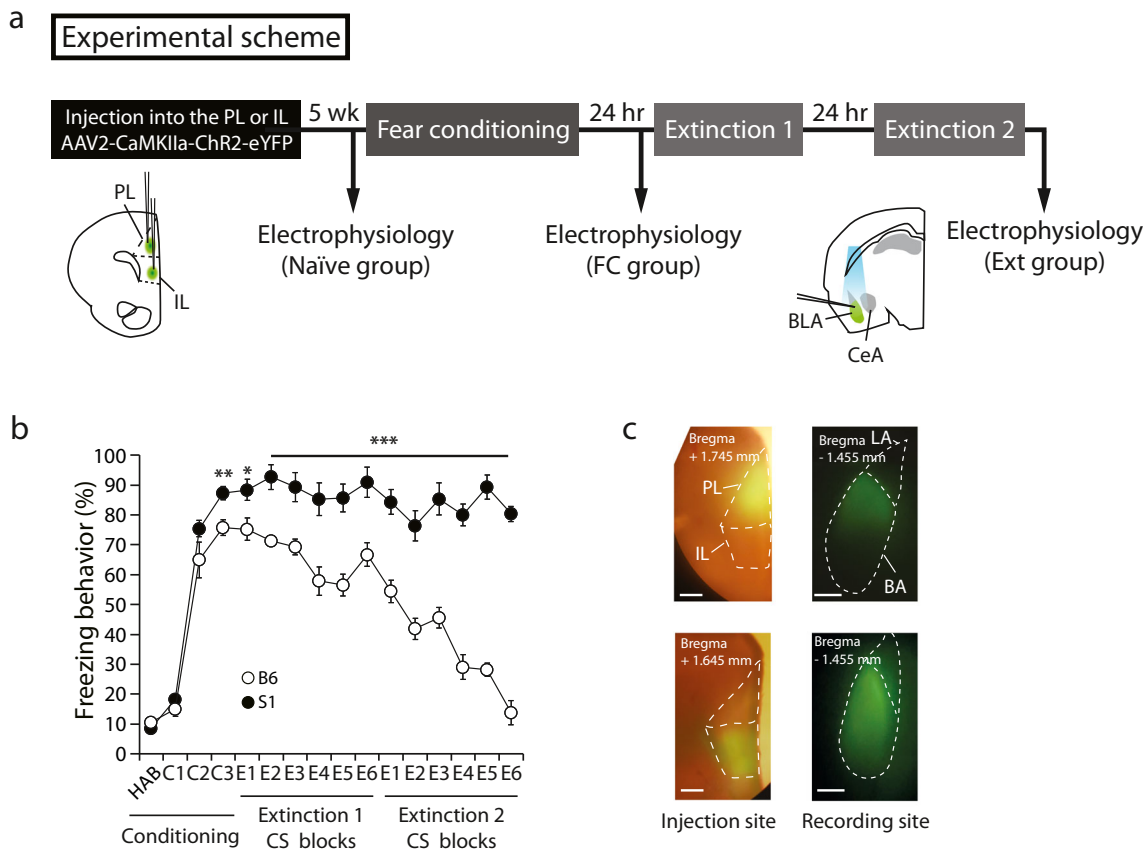 a
Experimental scheme
Injection into the PL or IL
AAV2-CaMKIIa-ChR2-eYFP
5 wk
Fear conditioning
24 hr
Extinction 1
24 hr
Extinction 2
PL
IL
Electrophysiology
(Naïve group)
Electrophysiology
(FC group)
BLA
CeA
Electrophysiology
(Ext group)
b
Freezing behavior (%)
100
90
80
70
60
50
40
30
20
10
0
**
*
***
B6
S1
HAB
C1
C2
C3
E1
E2
E3
E4
E5
E6
E1
E2
E3
E4
E5
E6
Conditioning
Extinction 1
CS blocks
Extinction 2
CS blocks
c
Bregma
+ 1.745 mm
PL
IL
Bregma
- 1.455 mm
LA
BA
Bregma
+ 1.645 mm
Bregma
- 1.455 mm
Injection site
Recording site